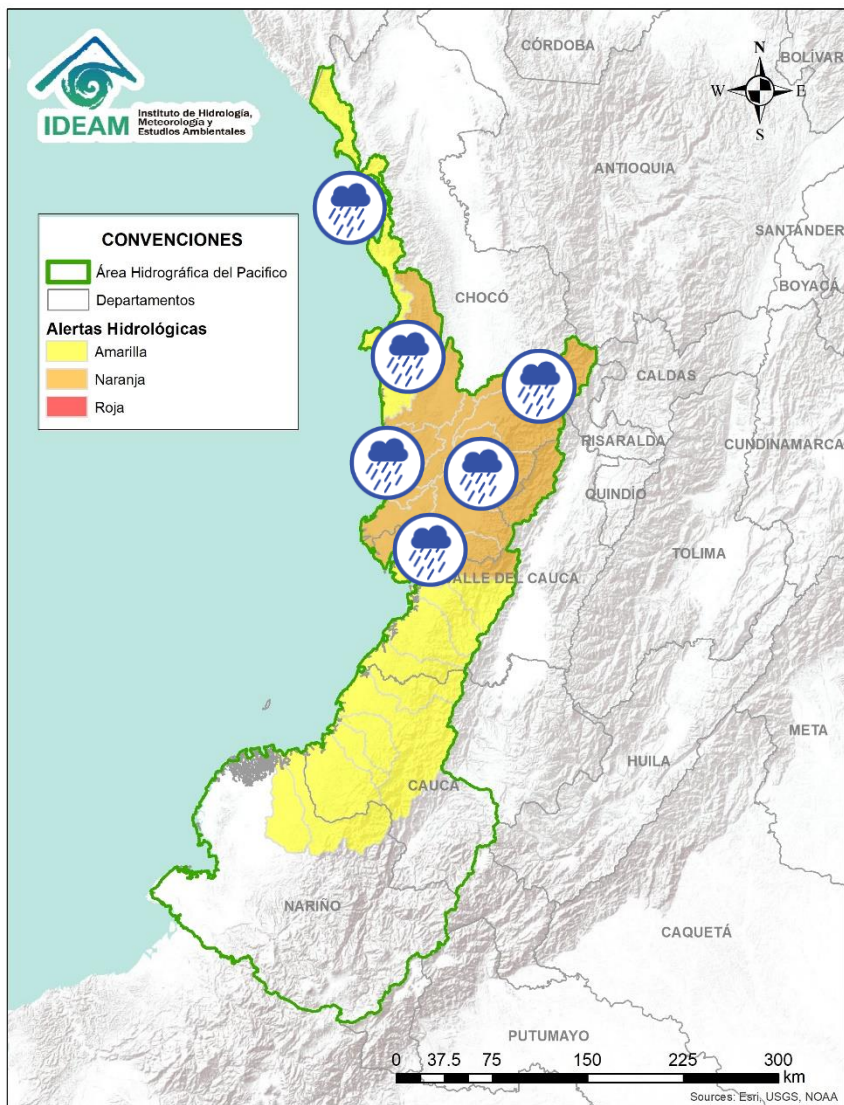 IDEAM
Instituto de Hidrología,
Meteorología y
Estudios Ambientales
CÓRDOBA
BOLÍVAR
N
W
E
S
ANTIOQUIA
SANTANDER
BOYACÁ
CONVENCIONES
Área Hidrográfica del Pacifico
Departamentos
Alertas Hidrológicas
Amarilla
Naranja
Roja
CHOCÓ
CALDAS
RISARALDA
CUNDINAMARCA
QUINDÍO
TOLIMA
ALLE DEL CAUCA
META
HUILA
CAUCA
NARIÑO
CAQUETÁ
PUTUMAYO
0 37.5 75 150 225 300
km
Sources: Esri, USGS, NOAA